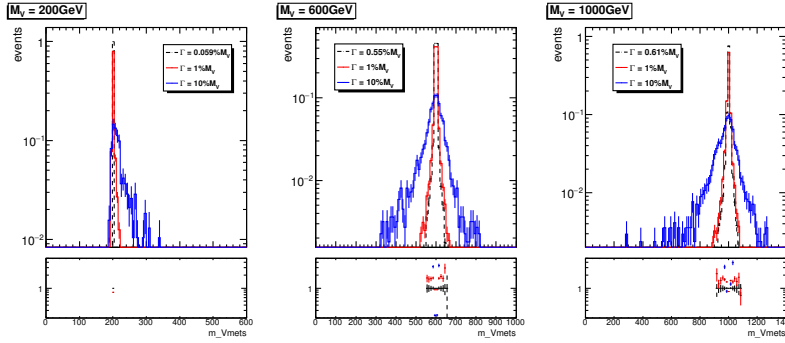 M_V = 200GeV
events
1
10^-1
10^-2
Γ = 0.059%M_V
Γ = 1%M_V
Γ = 10%M_V
1
0 100 200 300 400 500 600
m_Vmets
M_V = 600GeV
events
1
10^-1
10^-2
Γ = 0.55%M_V
Γ = 1%M_V
Γ = 10%M_V
1
0 100 200 300 400 500 600 700 800 900 1000
m_Vmets
M_V = 1000GeV
events
1
10^-1
10^-2
Γ = 0.61%M_V
Γ = 1%M_V
Γ = 10%M_V
1
0 200 400 600 800 1000 1200 1400
m_Vmets